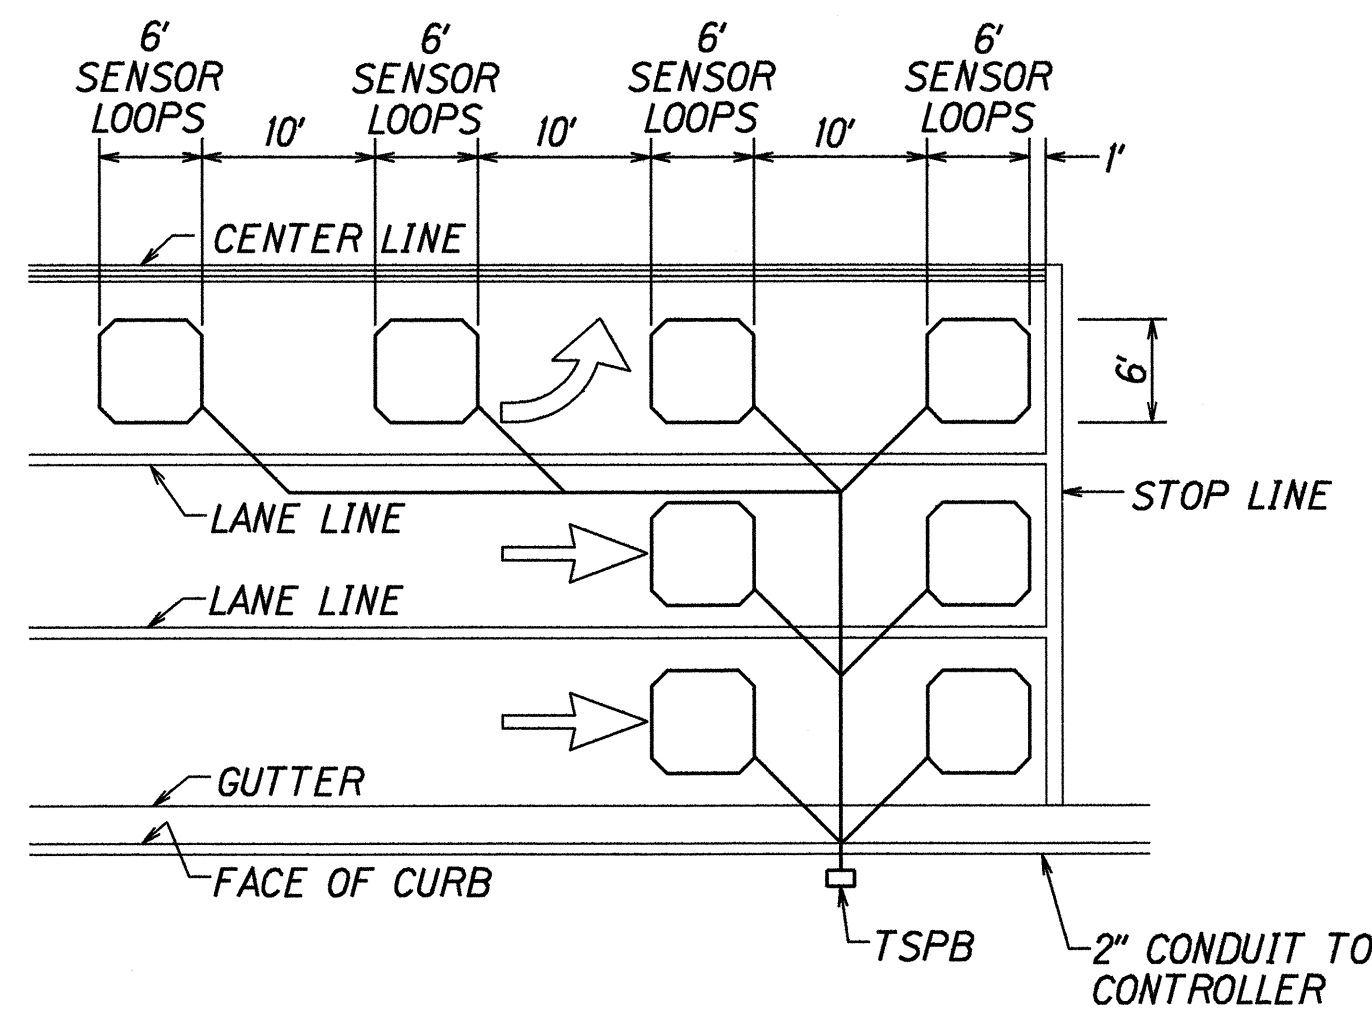 6'
SENSOR
LOOPS
6'
SENSOR
LOOPS
6'
SENSOR
LOOPS
6'
SENSOR
LOOPS
10'
10'
10'
1'
CENTER LINE
6'
LANE LINE
STOP LINE
LANE LINE
GUTTER
FACE OF CURB
TSPB
2" CONDUIT TO
CONTROLLER